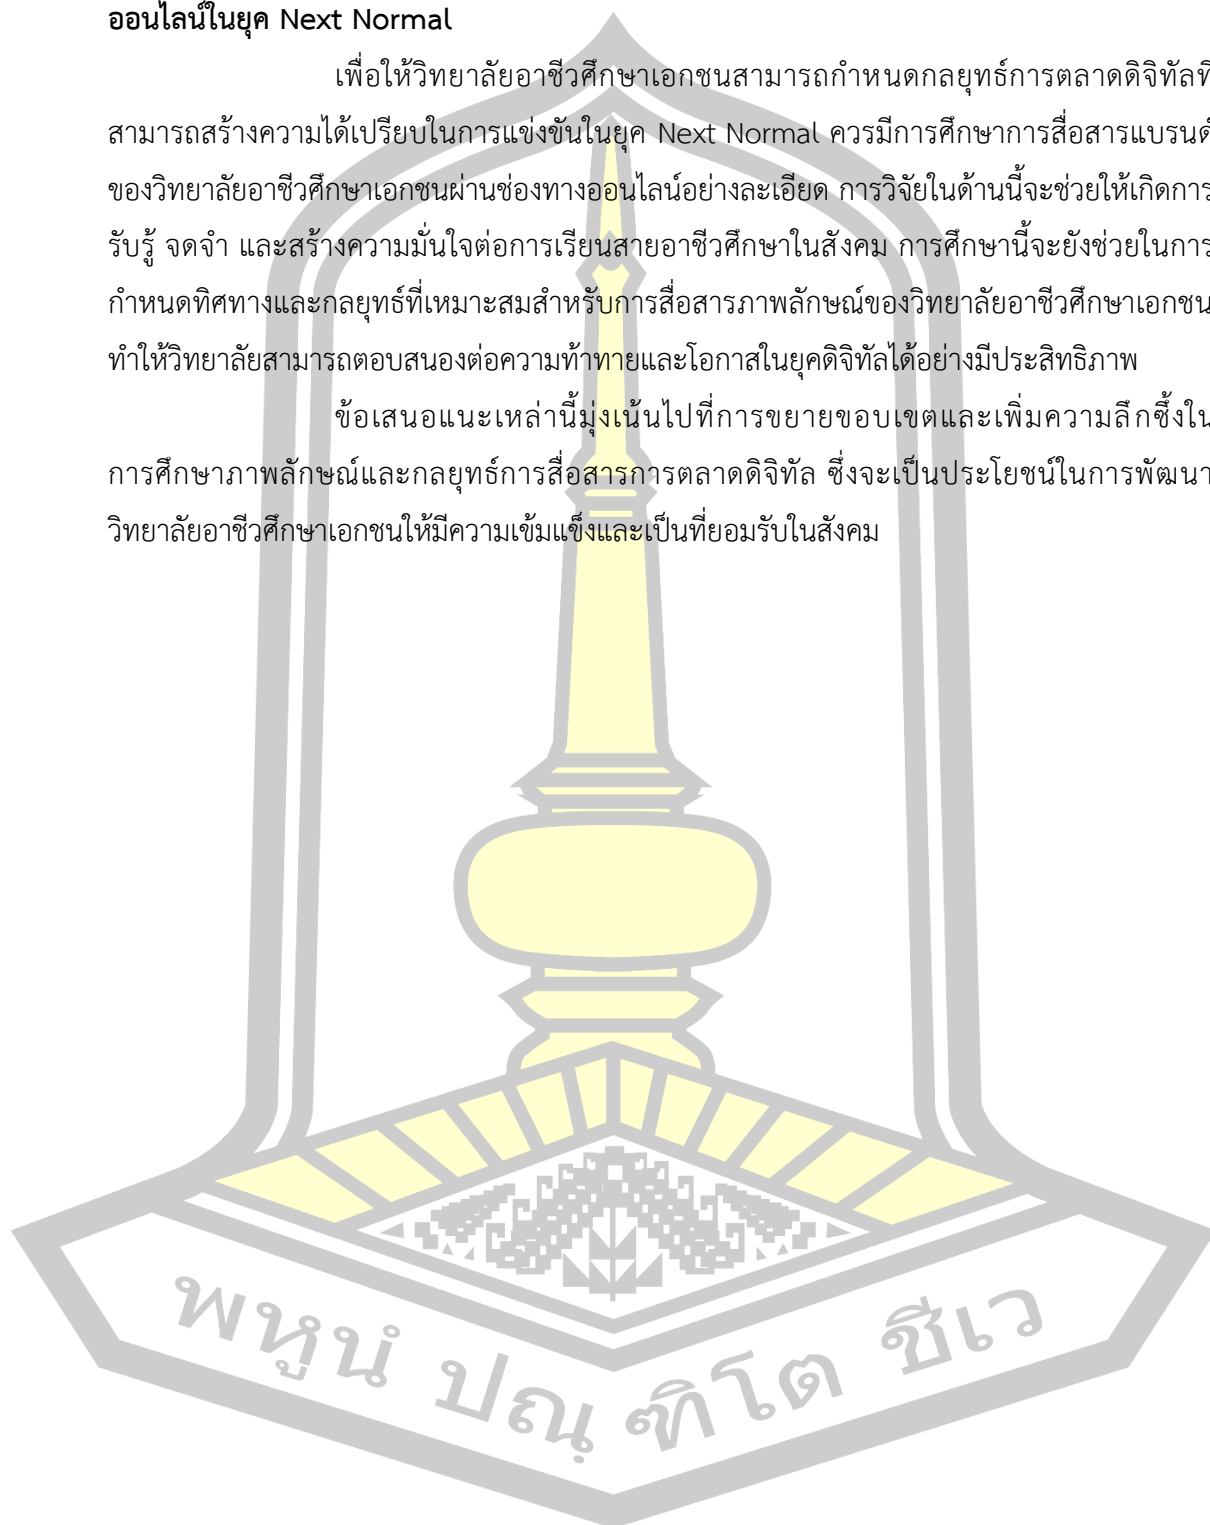 ออนไลน์ในยุค Next Normal
เพื่อให้วิทยาลัยอาชีวศึกษาเอกชนสามารถกำหนดกลยุทธ์การตลาดดิจิทัลที่
สามารถสร้างความได้เปรียบในการแข่งขันในยุค Next Normal ควรมีการศึกษาการสื่อสารแบรนด์
ของวิทยาลัยอาชีวศึกษาเอกชนผ่านช่องทางออนไลน์อย่างละเอียด การวิจัยในด้านนี้จะช่วยให้เกิดการ
รับรู้ จดจำ และสร้างความมั่นใจต่อการเรียนสายอาชีวศึกษาในสังคม การศึกษานี้จะยังช่วยในการ
กำหนดทิศทางและกลยุทธ์ที่เหมาะสมสำหรับการสื่อสารภาพลักษณ์ของวิทยาลัยอาชีวศึกษาเอกชน
ทำให้วิทยาลัยสามารถตอบสนองต่อความท้าทายและโอกาสในยุคดิจิทัลได้อย่างมีประสิทธิภาพ
ข้อเสนอแนะเหล่านี้มุ่งเน้นไปที่การขยายขอบเขตและเพิ่มความลึกซึ้งใน
การศึกษาภาพลักษณ์และกลยุทธ์การสื่อสารการตลาดดิจิทัล ซึ่งจะเป็นประโยชน์ในการพัฒนา
วิทยาลัยอาชีวศึกษาเอกชนให้มีความเข้มแข็งและเป็นที่ยอมรับในสังคม
พหูนํ ปณฺฑิโต ชีเว